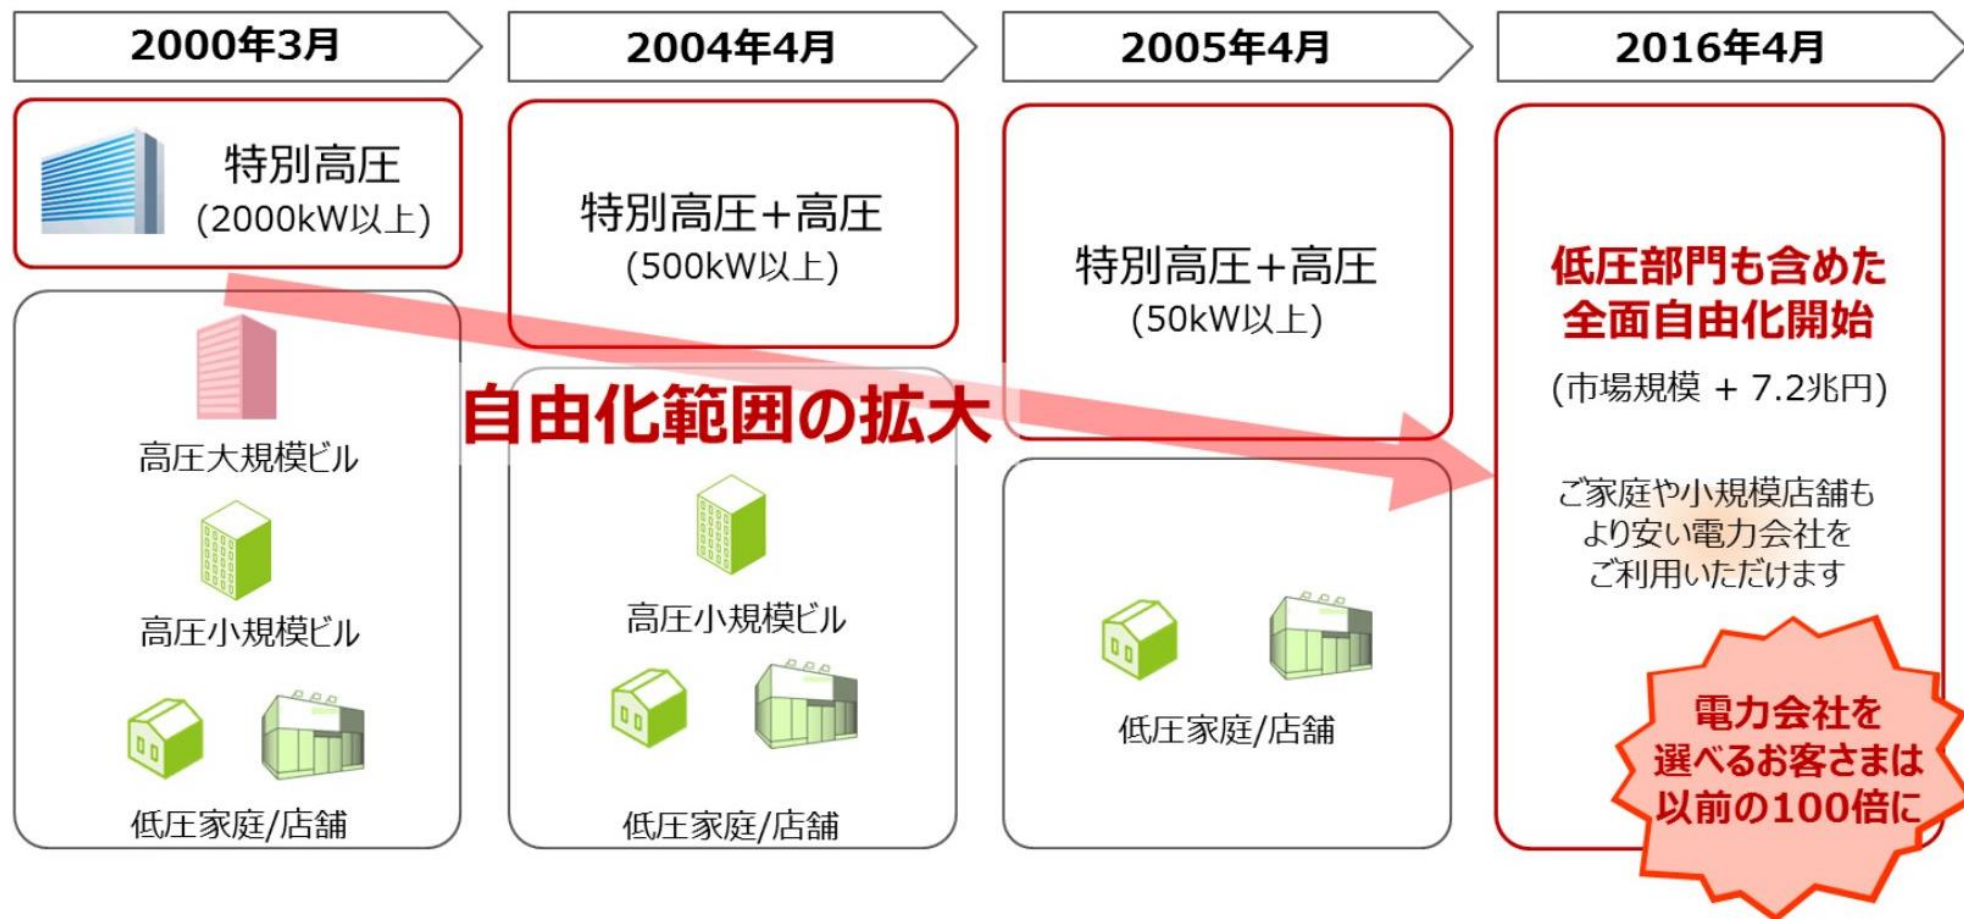 2000年3月
特別高圧
(2000kW以上)
高圧大規模ビル
高圧小規模ビル
低圧家庭/店舗
2004年4月
特別高圧+高圧
(500kW以上)
自由化範囲の拡大
高圧小規模ビル
低圧家庭/店舗
2005年4月
特別高圧+高圧
(50kW以上)
低圧家庭/店舗
2016年4月
低圧部門も含めた
全面自由化開始
(市場規模 + 7.2兆円)
ご家庭や小規模店舗も
より安い電力会社を
ご利用いただけます
電力会社を
選べるお客さまは
以前の100倍に